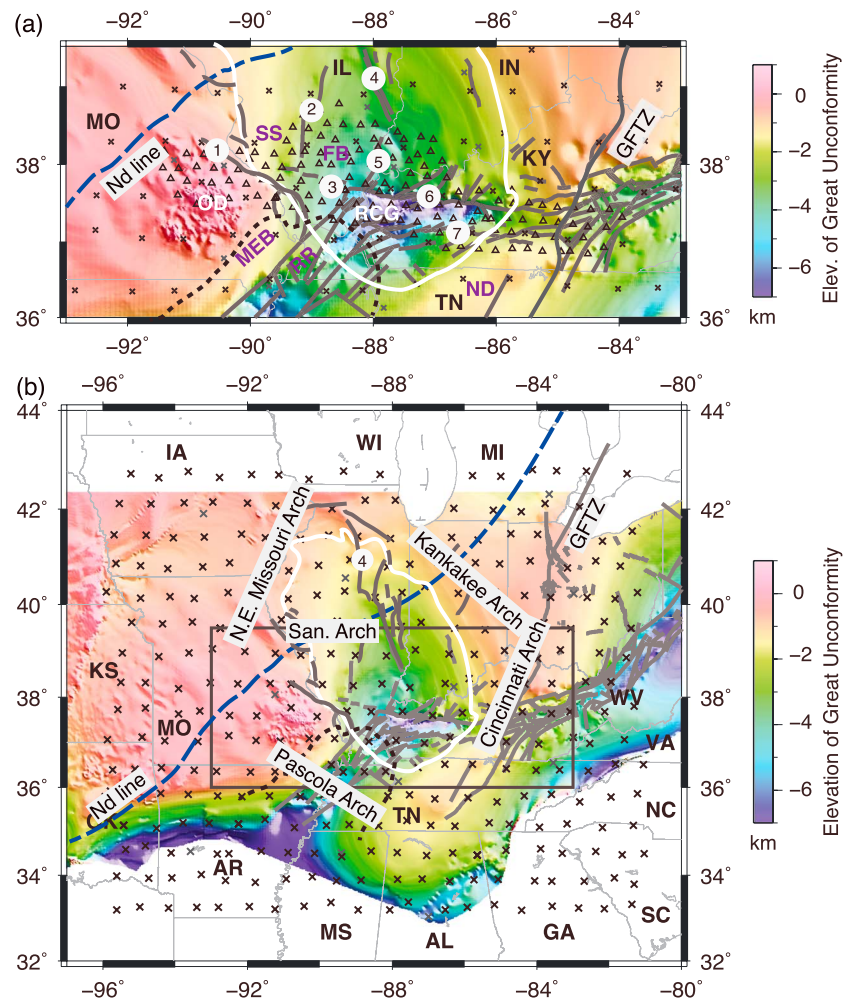 (a)
−92° −90° −88° −86° −84°
IL
4
IN
MO
2
SS
1
FB
5
KY
GFTZ
Nd line
38°
38°
3
6
OD
RCG
7
MEB
RR
ND
TN
36°
36°
−92° −90° −88° −86° −84°
0
−2
−4
−6
km
Elev. of Great Unconformity
(b)
−96° −92° −88° −84° −80°
44°
44°
IA
WI
MI
42°
42°
GFTZ
N.E. Missouri Arch
Kankakee Arch
4
40°
40°
San. Arch
Cincinnati Arch
KS
38°
38°
WV
MO
VA
Pascola Arch
36°
36°
Nd line
TN
NC
34°
34°
AR
SC
MS
AL
GA
32°
32°
−96° −92° −88° −84° −80°
0
−2
−4
−6
km
Elevation of Great Unconformity